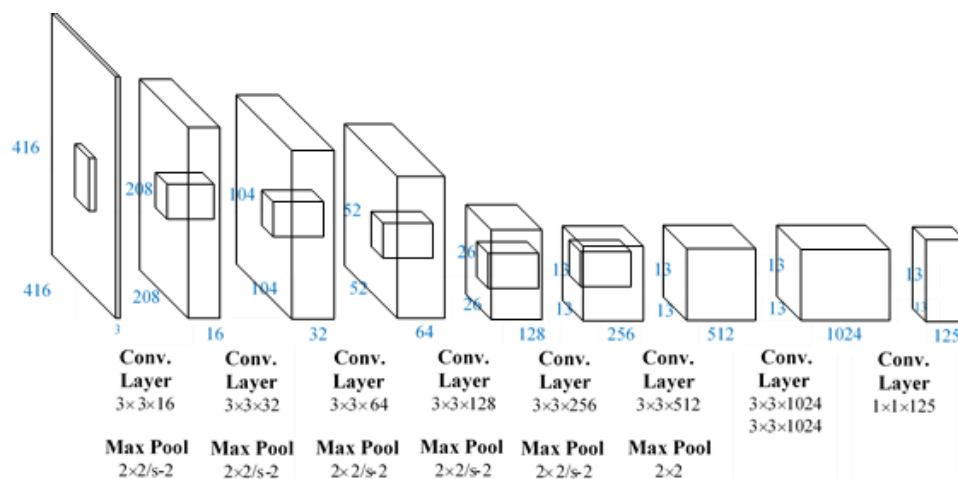 416
416
3
208
208
16
104
104
32
52
52
64
26
26
128
13
13
256
13
13
512
13
13
1024
13
13
125
Conv.
Layer
3×3×16
Max Pool
2×2/s-2
Conv.
Layer
3×3×32
Max Pool
2×2/s-2
Conv.
Layer
3×3×64
Max Pool
2×2/s-2
Conv.
Layer
3×3×128
Max Pool
2×2/s-2
Conv.
Layer
3×3×256
Max Pool
2×2/s-2
Conv.
Layer
3×3×512
Max Pool
2×2
Conv.
Layer
3×3×1024
3×3×1024
Conv.
Layer
1×1×125